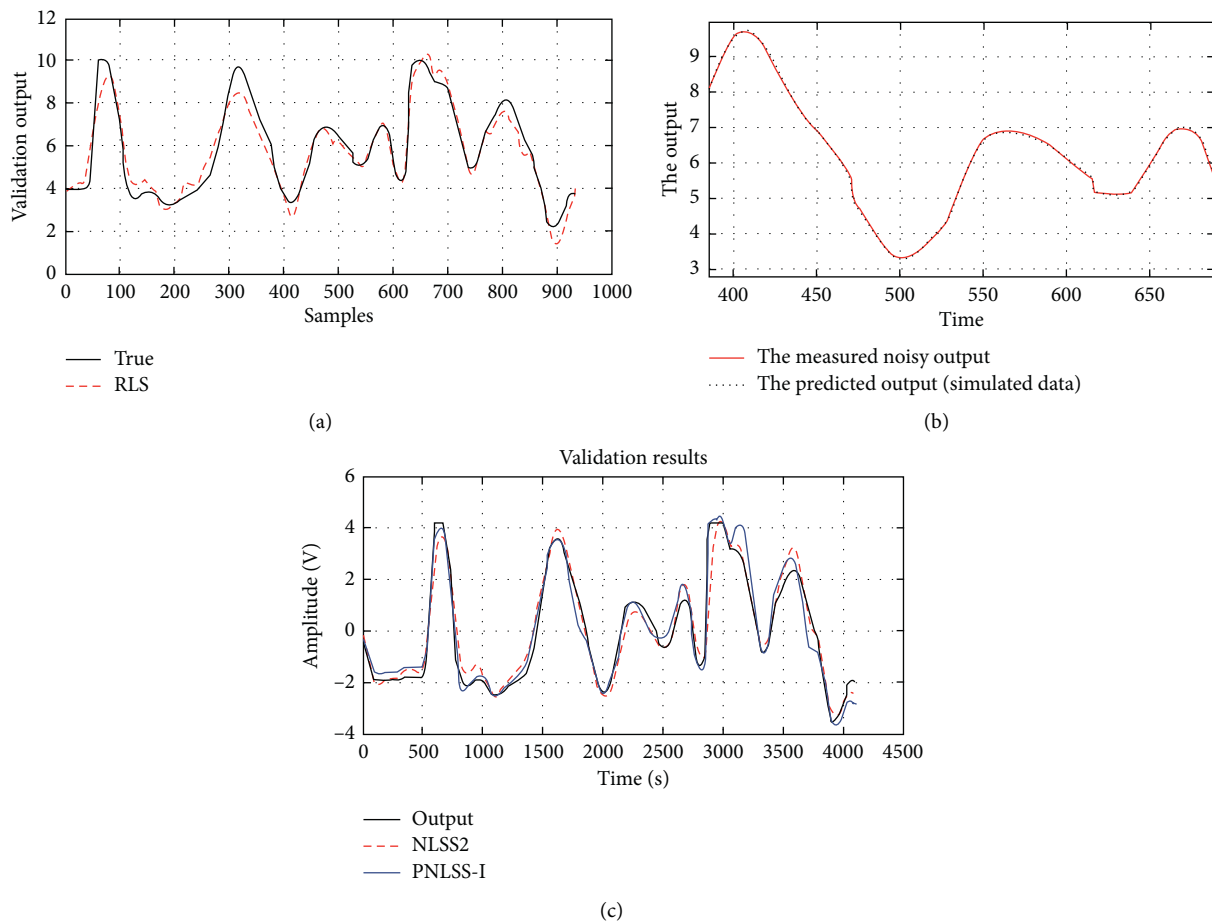 12
10
8
6
4
2
0
Validation output
0 100 200 300 400 500 600 700 800 900 1000
Samples
True
RLS
(a)
9
8
7
6
5
4
3
The output
400 450 500 550 600 650
Time
The measured noisy output
The predicted output (simulated data)
(b)
Validation results
6
4
2
0
−2
−4
Amplitude (V)
0 500 1000 1500 2000 2500 3000 3500 4000 4500
Time (s)
Output
NLSS2
PNLSS-I
(c)